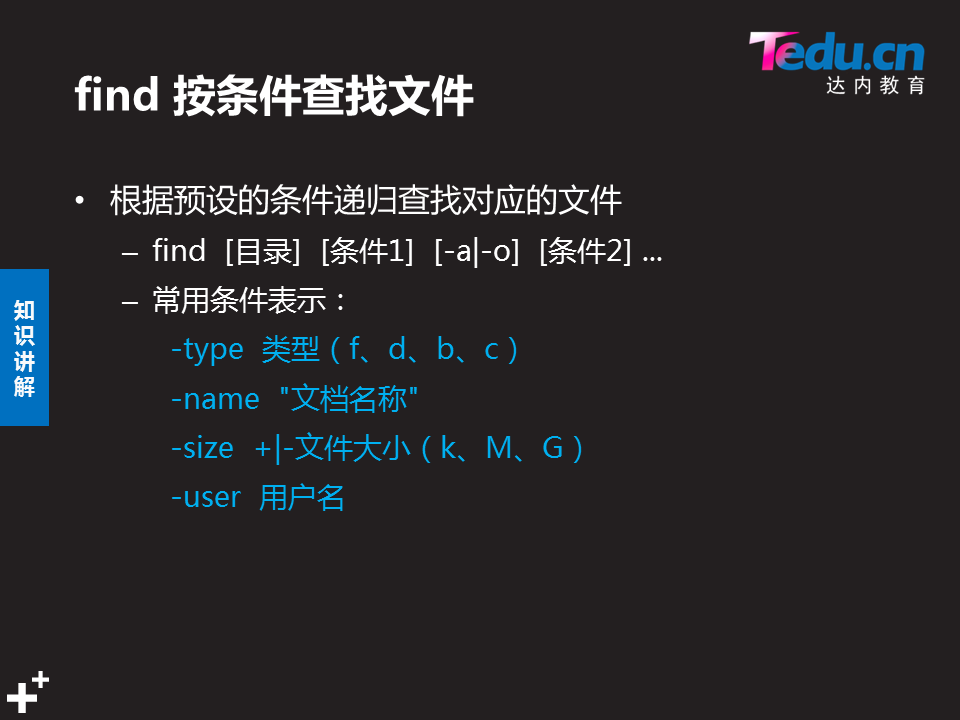 Tedu.cn
达内教育
find 按条件查找文件
• 根据预设的条件递归查找对应的文件
– find [目录] [条件1] [-a|-o] [条件2] ...
– 常用条件表示：
-type 类型（f、d、b、c）
-name "文档名称"
-size +|-文件大小（k、M、G）
-user 用户名
知识讲解